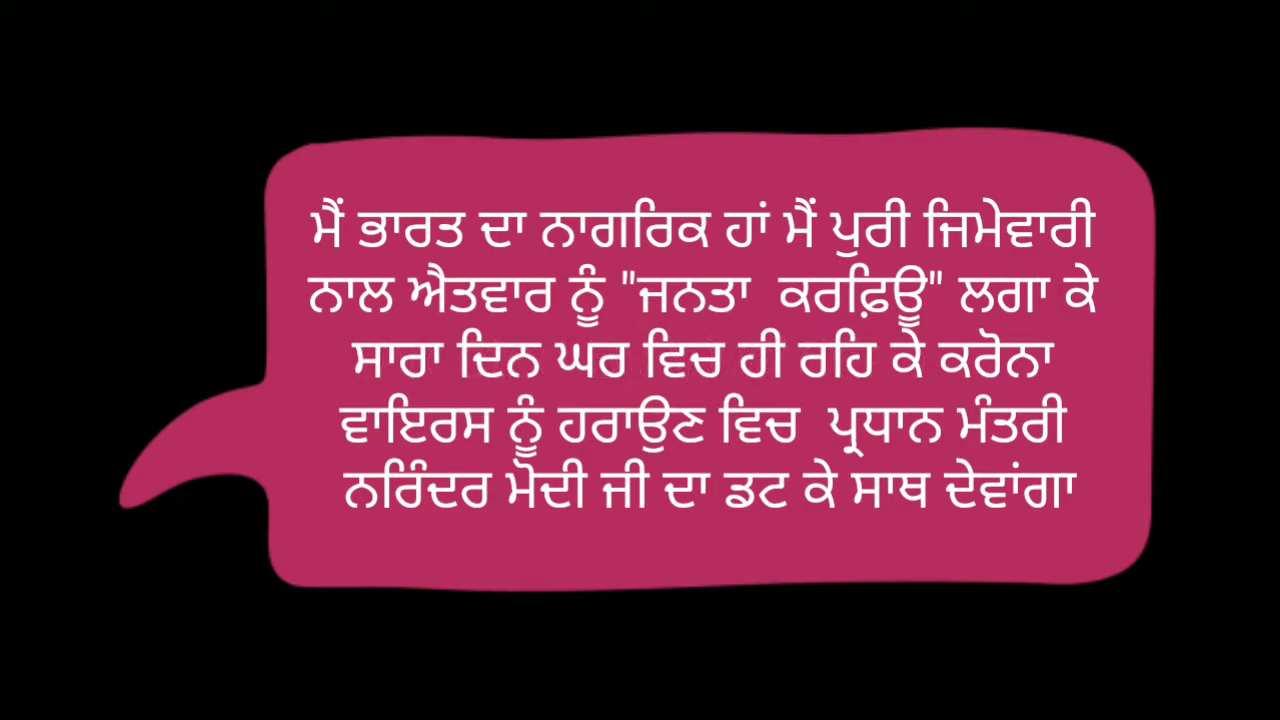 ਮੈਂ ਭਾਰਤ ਦਾ ਨਾਗਰਿਕ ਹਾਂ ਮੈਂ ਪੁਰੀ ਜਿਮੇਵਾਰੀ
ਨਾਲ ਐਤਵਾਰ ਨੂੰ "ਜਨਤਾ  ਕਰਫ਼ਿਊ" ਲਗਾ ਕੇ
ਸਾਰਾ ਦਿਨ ਘਰ ਵਿਚ ਹੀ ਰਹਿ ਕੇ ਕਰੋਨਾ
ਵਾਇਰਸ ਨੂੰ ਹਰਾਉਣ ਵਿਚ  ਪ੍ਰਧਾਨ ਮੰਤਰੀ
ਨਰਿੰਦਰ ਮੋਦੀ ਜੀ ਦਾ ਡਟ ਕੇ ਸਾਥ ਦੇਵਾਂਗਾ